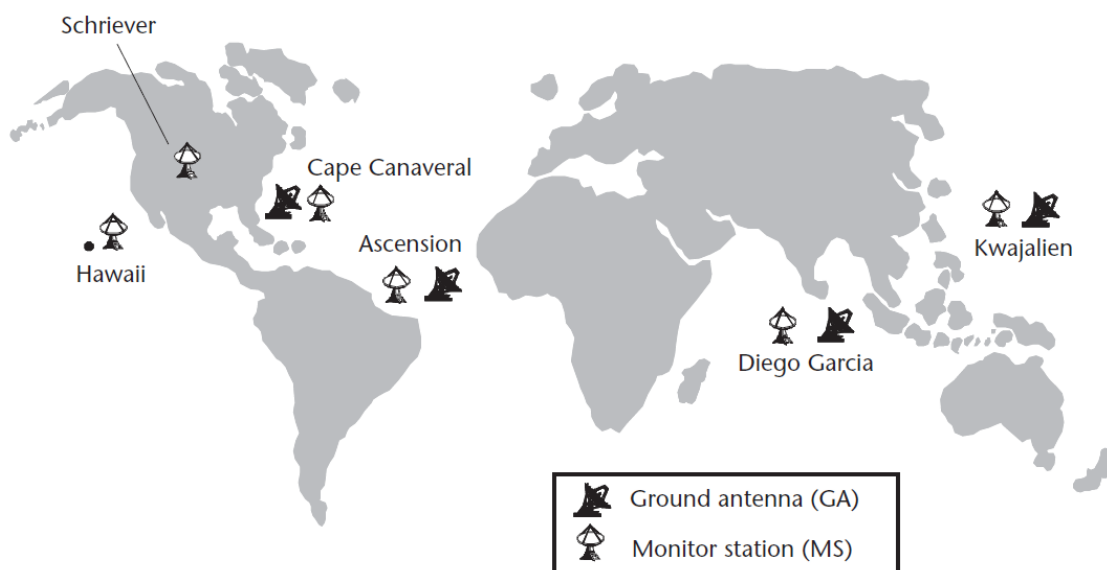 Schriever
Cape Canaveral
Ascension
Hawaii
Kwajalien
Diego Garcia
Ground antenna (GA)
Monitor station (MS)